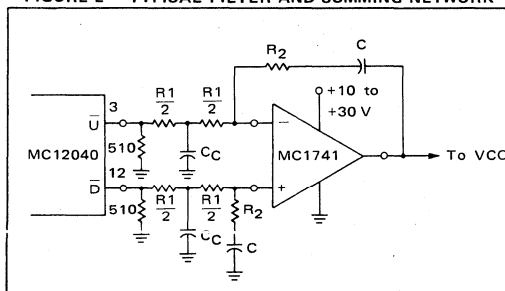 FIGURE 2 - TYPICAL FILTER AND SUMMING NETWORK
R2
C
3
R1/2
R1/2
+10 to
+30 V
U̅
−
510
CC
MC12040
MC1741
To VCO
12
D̅
R1/2
R1/2
+
510
R2
CC
C